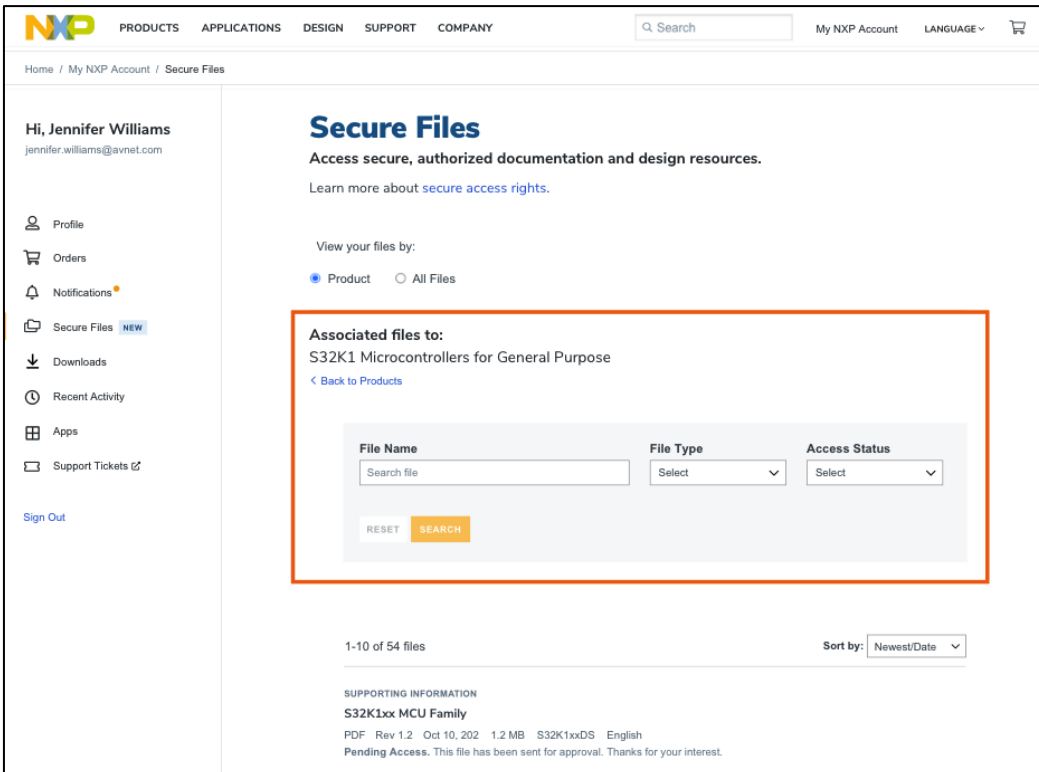 NXP PRODUCTS APPLICATIONS DESIGN SUPPORT COMPANY Search My NXP Account LANGUAGE
Home / My NXP Account / Secure Files
Hi, Jennifer Williams
jennifer.williams@avnet.com
Profile
Orders
Notifications
Secure Files NEW
Downloads
Recent Activity
Apps
Support Tickets
Sign Out
Secure Files
Access secure, authorized documentation and design resources.
Learn more about secure access rights.
View your files by:
Product All Files
Associated files to:
S32K1 Microcontrollers for General Purpose
< Back to Products
File Name File Type Access Status
Search file Select Select
RESET SEARCH
1-10 of 54 files Sort by: Newest/Date
SUPPORTING INFORMATION
S32K1xx MCU Family
PDF Rev 1.2 Oct 10, 202 1.2 MB S32K1xxDS English
Pending Access. This file has been sent for approval. Thanks for your interest.